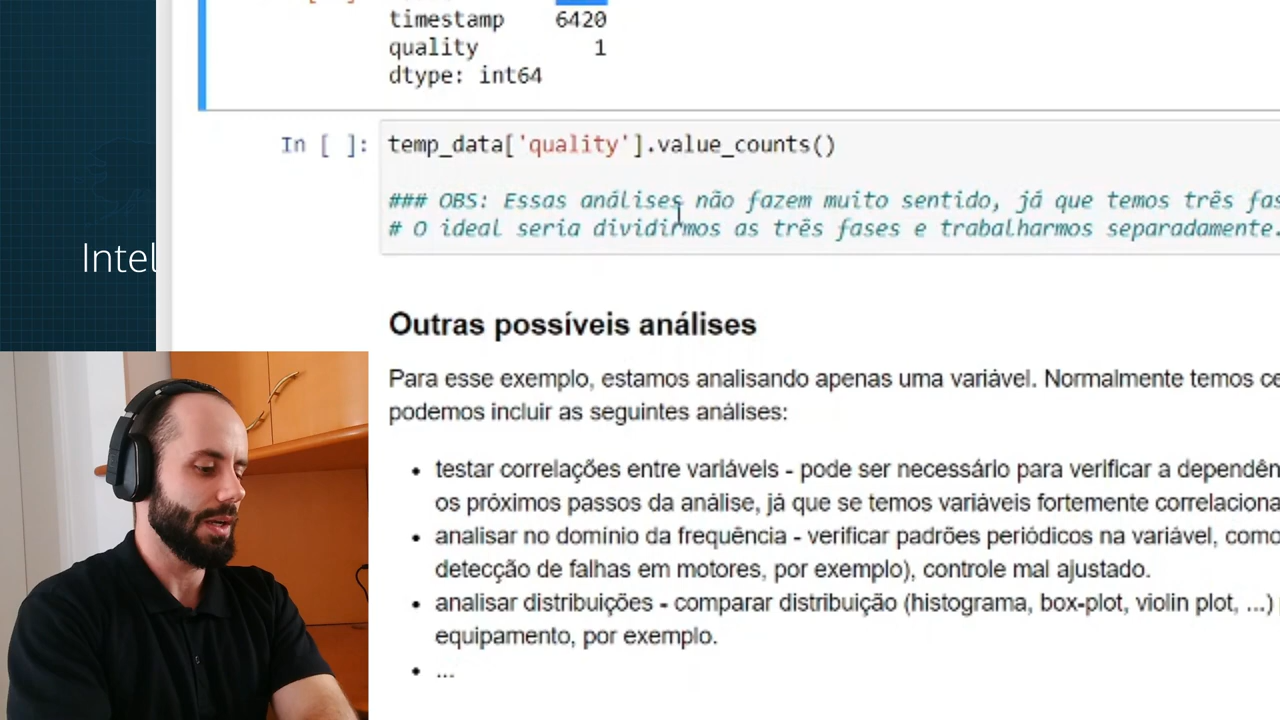 timestamp 6420
quality 1
dtype: int64
In [ ]: temp_data['quality'].value_counts()
### OBS: Essas análises não fazem muito sentido, já que temos três fas
# O ideal seria dividirmos as três fases e trabalharmos separadamente.
Intel
Outras possíveis análises
Para esse exemplo, estamos analisando apenas uma variável. Normalmente temos ce
podemos incluir as seguintes análises:
• testar correlações entre variáveis - pode ser necessário para verificar a dependên
os próximos passos da análise, já que se temos variáveis fortemente correlaciona
• analisar no domínio da frequência - verificar padrões periódicos na variável, como
detecção de falhas em motores, por exemplo), controle mal ajustado.
• analisar distribuições - comparar distribuição (histograma, box-plot, violin plot, ...)
equipamento, por exemplo.
• ...